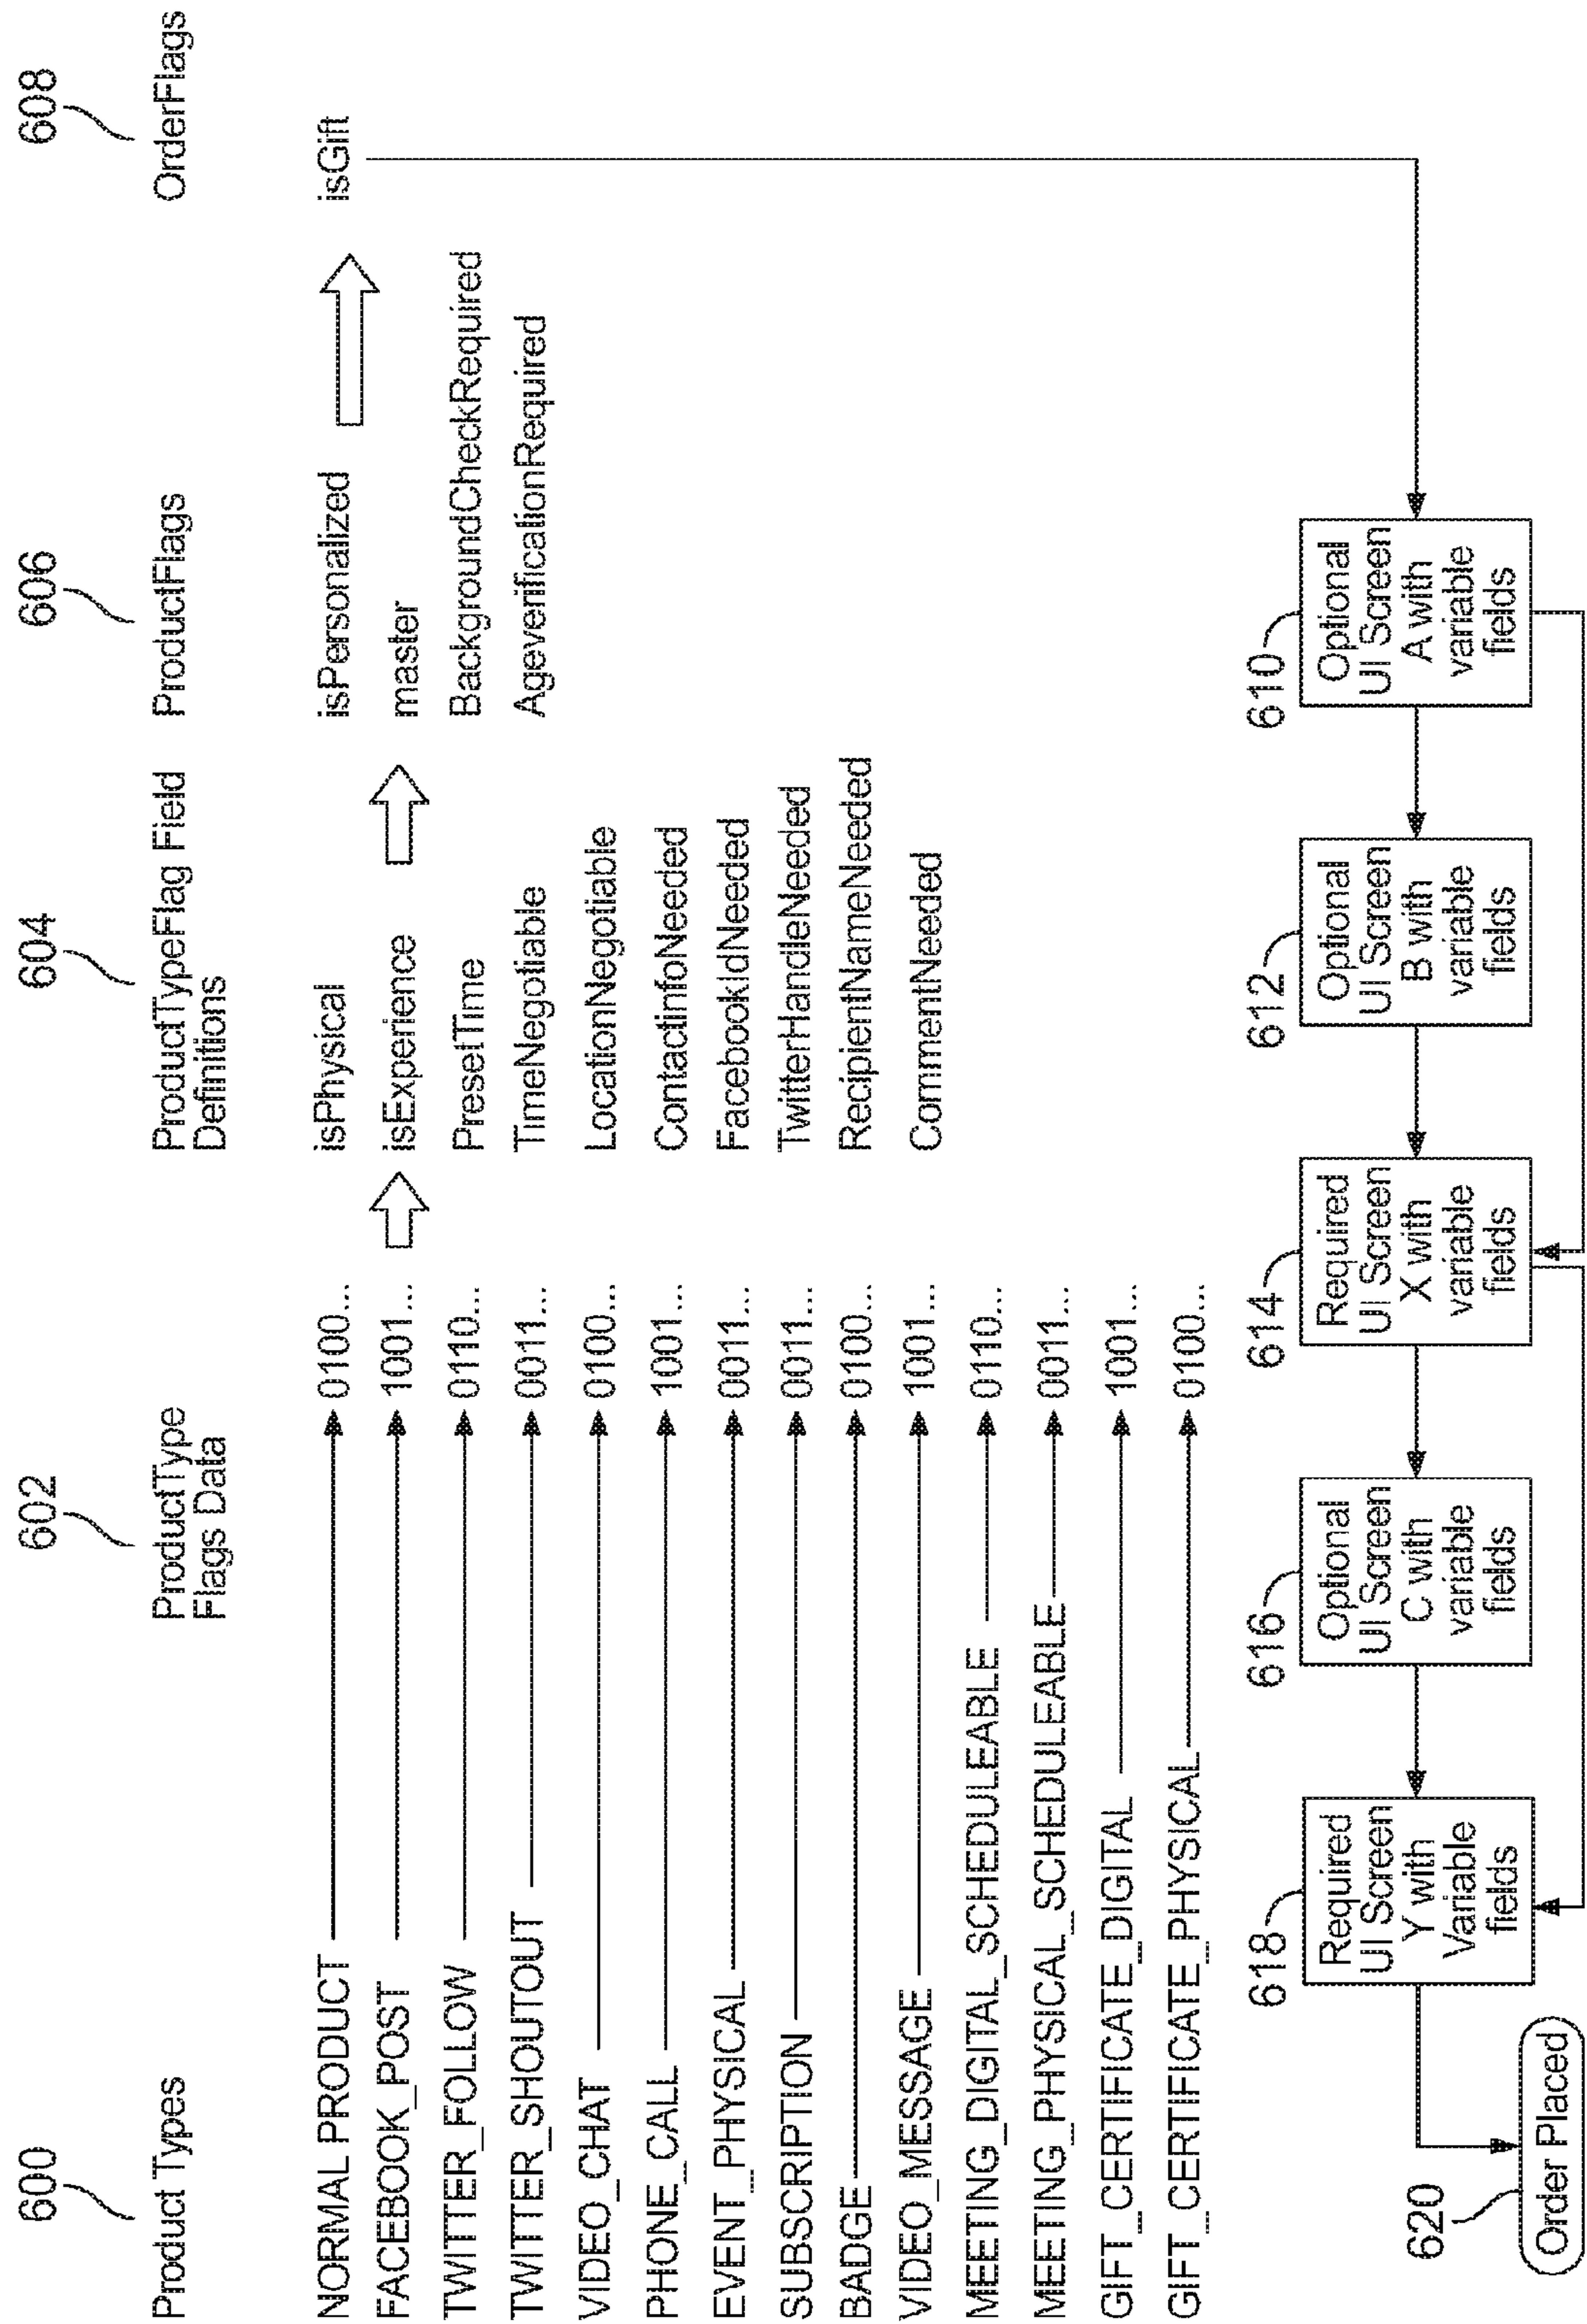 600
Product Types
NORMAL PRODUCT
FACEBOOK_POST
TWITTER_FOLLOW
TWITTER_SHOUTOUT
VIDEO_CHAT
PHONE_CALL
EVENT_PHYSICAL
SUBSCRIPTION
BADGE
VIDEO_MESSAGE
MEETING_DIGITAL_SCHEDULEABLE
MEETING_PHYSICAL_SCHEDULEABLE
GIFT_CERTIFICATE_DIGITAL
GIFT_CERTIFICATE_PHYSICAL
602
ProductType
Flags Data
0100...
1001...
0110...
0011...
0100...
1001...
0011...
0011...
0100...
1001...
0110...
0011...
1001...
0100...
604
ProductTypeFlag Field
Definitions
isPhysical
isExperience
PresetTime
TimeNegotiable
LocationNegotiable
ContactinfoNeeded
FacebookIdNeeded
TwitterHandleNeeded
RecipientNameNeeded
CommentNeeded
606
ProductFlags
isPersonalized
master
BackgroundCheckRequired
AgeverificationRequired
608
OrderFlags
isGift
610
Optional
UI Screen
A with
variable
fields
612
Optional
UI Screen
B with
variable
fields
614
Required
UI Screen
X with
variable
fields
616
Optional
UI Screen
C with
variable
fields
618
Required
UI Screen
Y with
Variable
fields
620
Order Placed